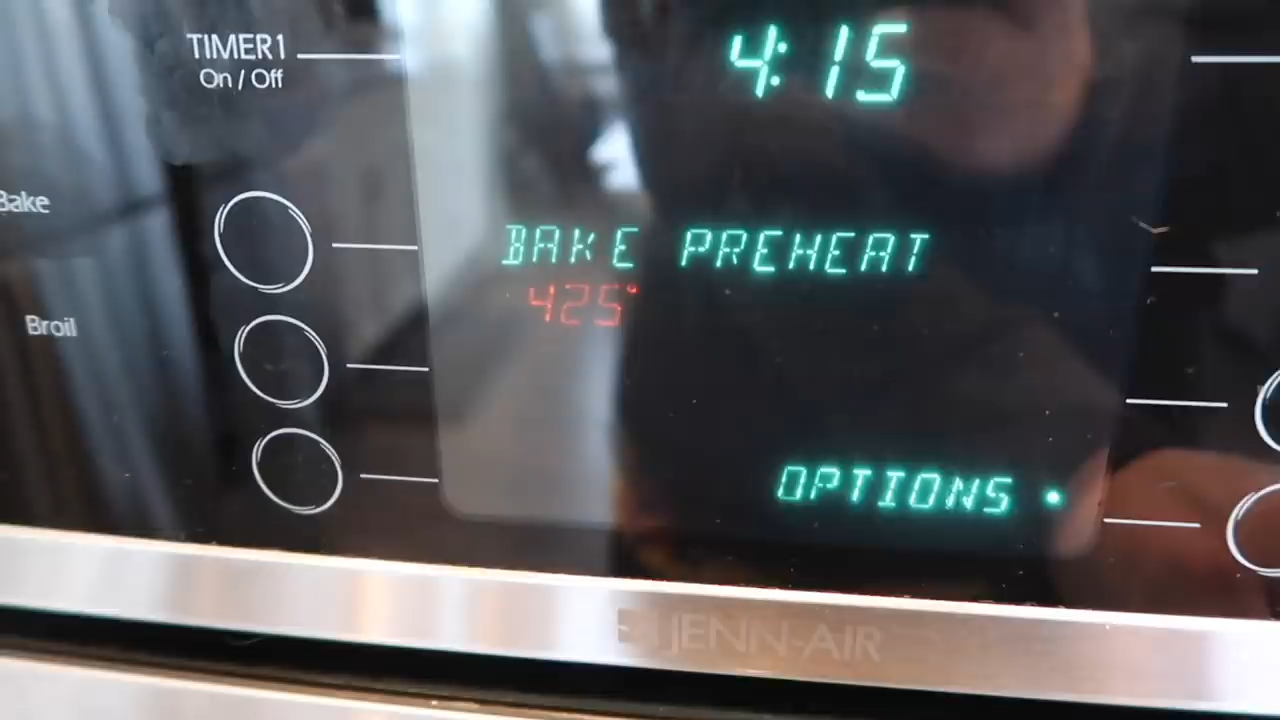 TIMER1
On / Off
4:15
Bake
BAKE PREHEAT
425°
Broil
OPTIONS •
JENN-AIR